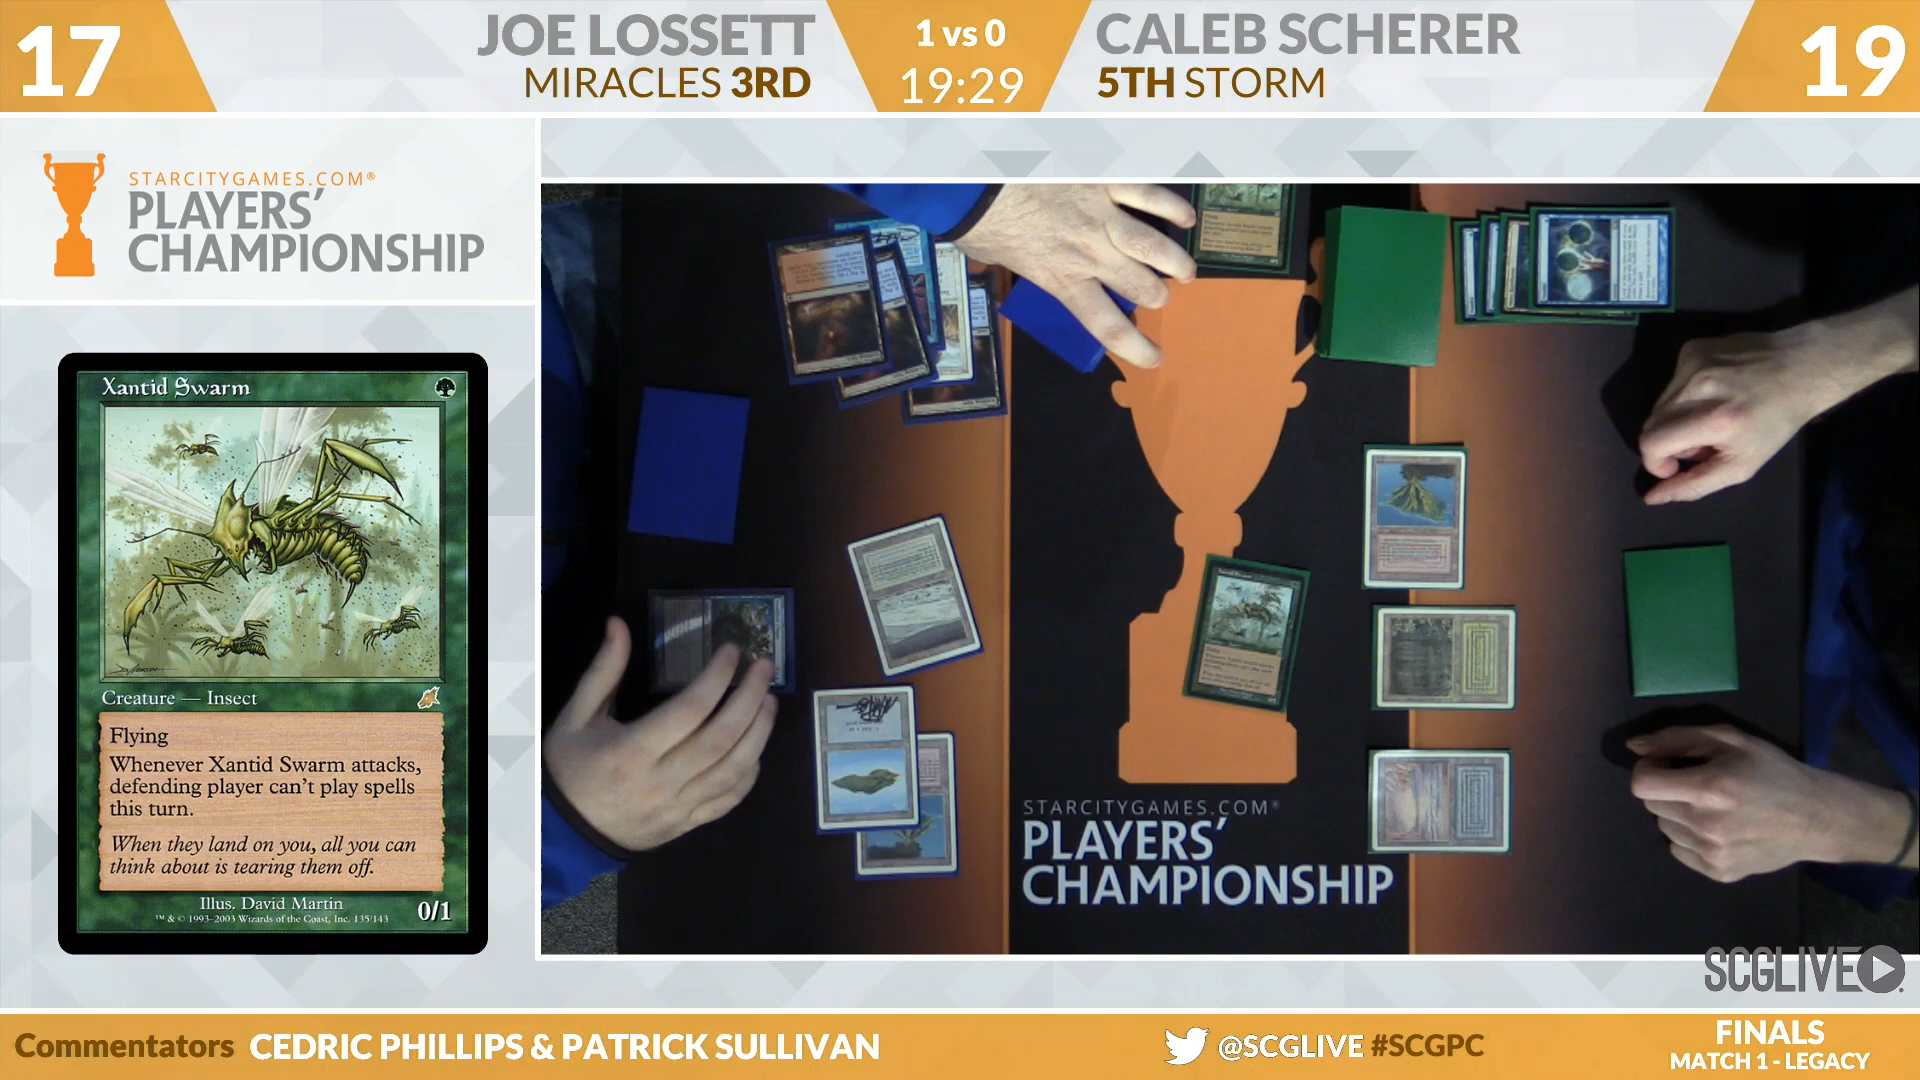 17
JOE LOSSETT
MIRACLES 3RD
1 vs 0
19:29
CALEB SCHERER
5TH STORM
19
STARCITYGAMES.COM®
PLAYERS'
CHAMPIONSHIP
Xantid Swarm
Creature — Insect
Flying
Whenever Xantid Swarm attacks,
defending player can't play spells
this turn.
When they land on you, all you can
think about is tearing them off.
Illus. David Martin
™ & © 1993–2003 Wizards of the Coast, Inc. 135/143
0/1
STARCITYGAMES.COM®
PLAYERS'
CHAMPIONSHIP
SCGLIVE
Commentators CEDRIC PHILLIPS & PATRICK SULLIVAN
@SCGLIVE #SCGPC
FINALS
MATCH 1 - LEGACY